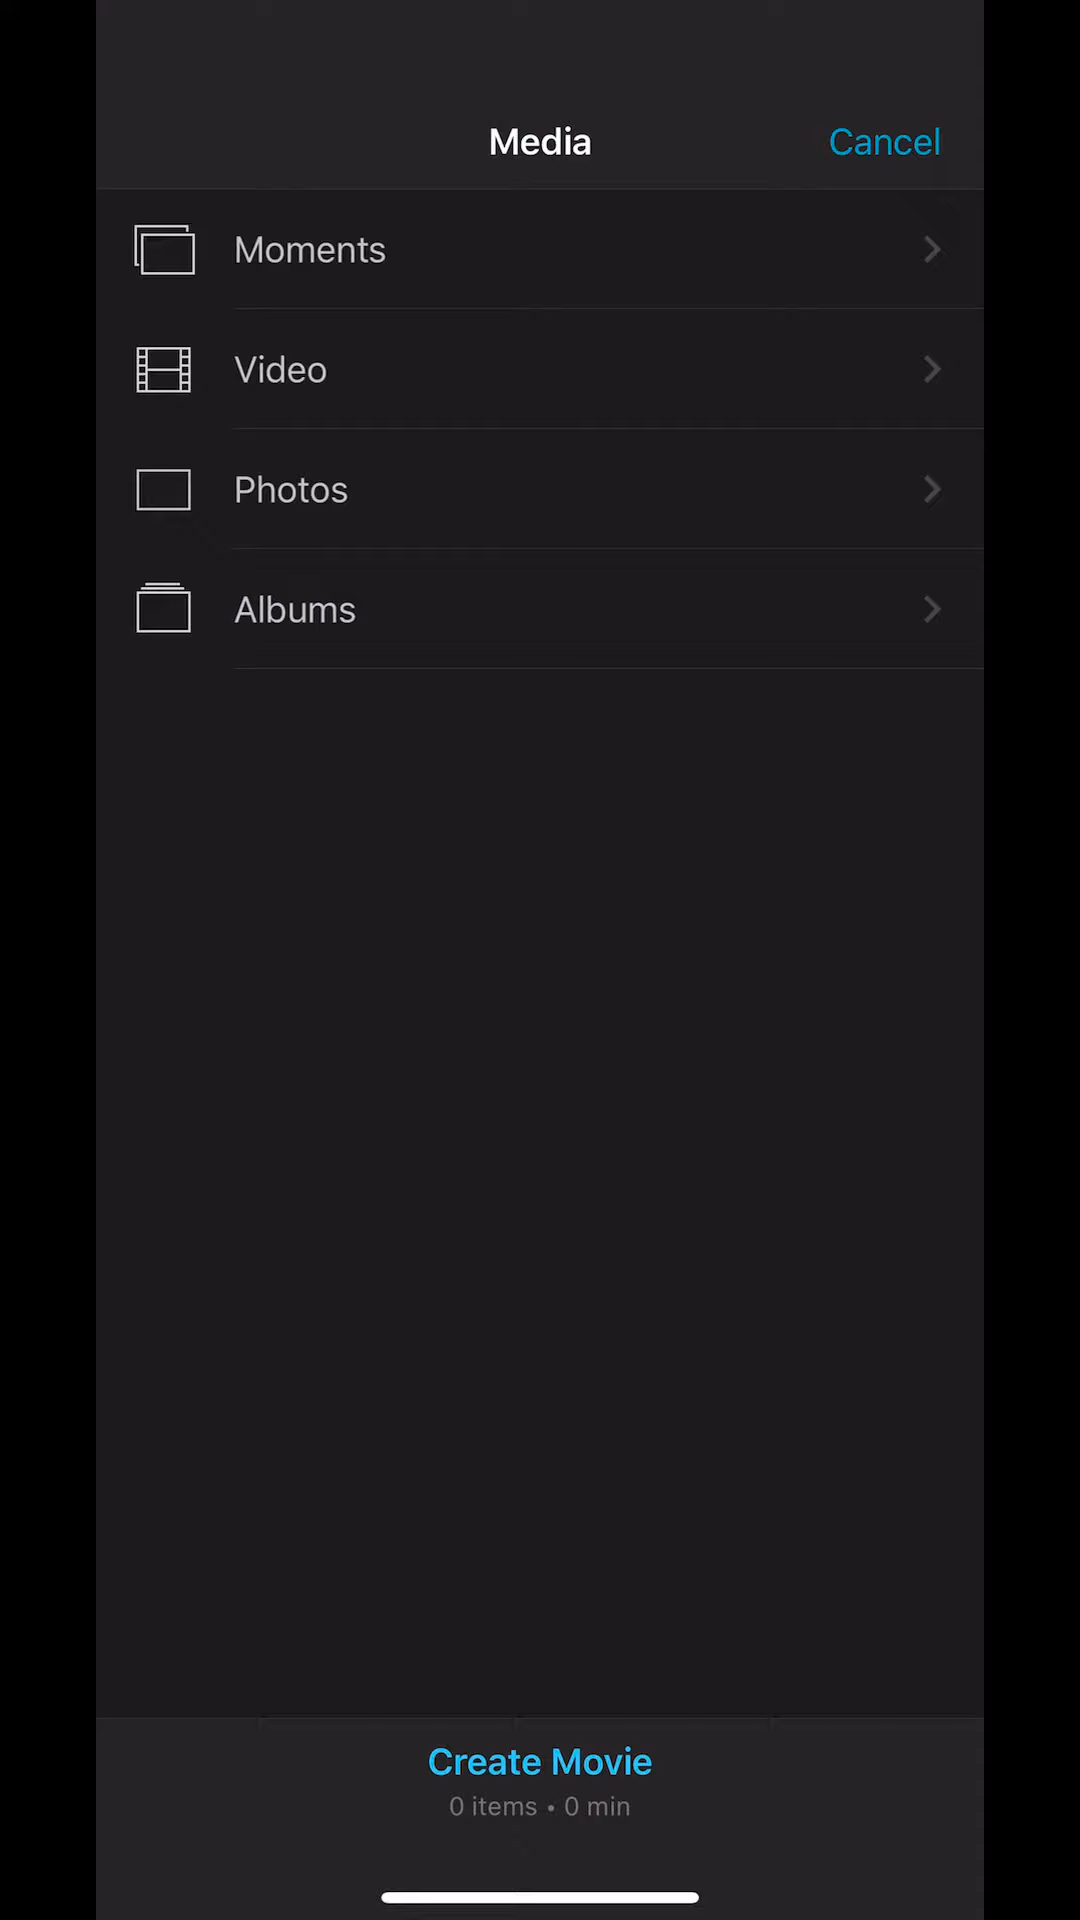 Media
Cancel
Moments
Video
Photos
Albums
Create Movie
0 items • 0 min